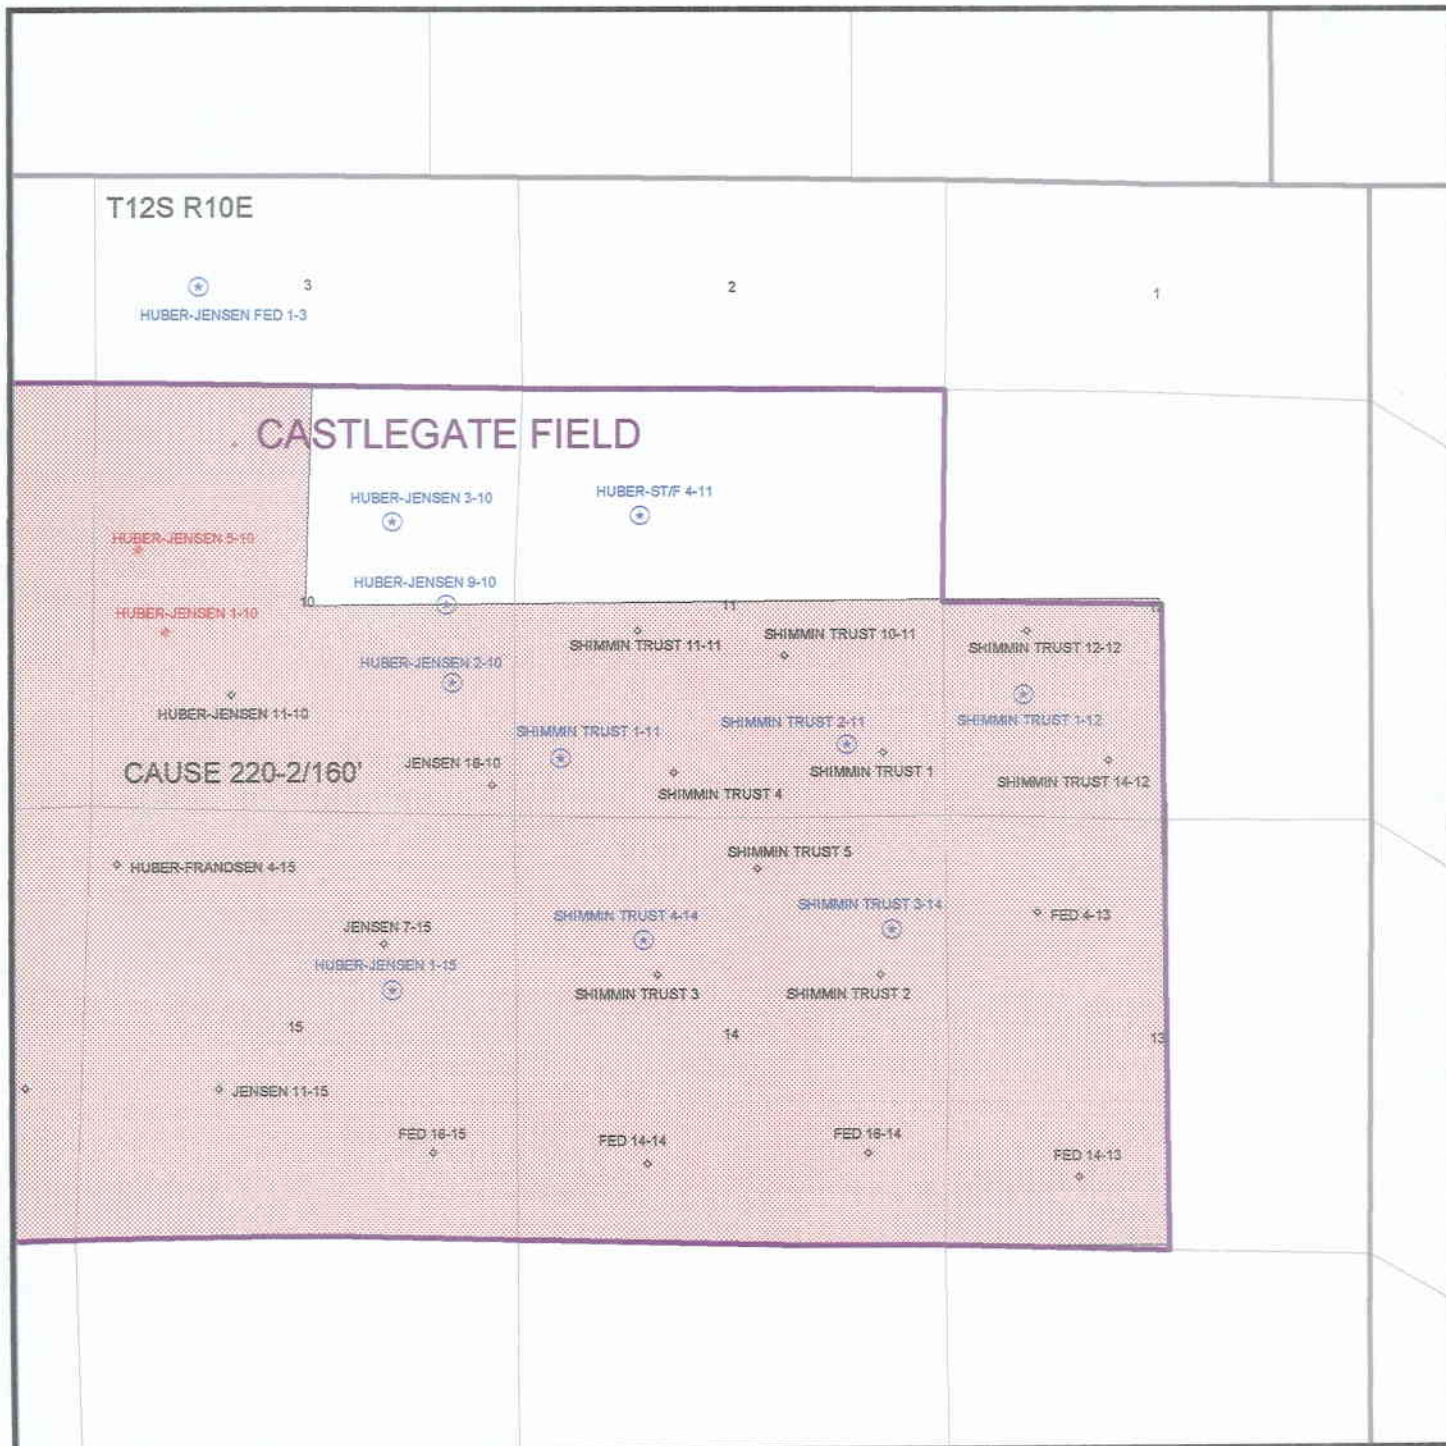 T12S R10E
3
2
1
HUBER-JENSEN FED 1-3
CASTLEGATE FIELD
HUBER-JENSEN 3-10
HUBER-ST/F 4-11
HUBER-JENSEN 5-10
HUBER-JENSEN 9-10
10
11
12
HUBER-JENSEN 1-10
SHIMMIN TRUST 11-11
SHIMMIN TRUST 10-11
SHIMMIN TRUST 12-12
HUBER-JENSEN 2-10
HUBER-JENSEN 11-10
SHIMMIN TRUST 1-11
SHIMMIN TRUST 2-11
SHIMMIN TRUST 1-12
CAUSE 220-2/160'
JENSEN 16-10
SHIMMIN TRUST 1
SHIMMIN TRUST 4
SHIMMIN TRUST 14-12
HUBER-FRANDSEN 4-15
SHIMMIN TRUST 5
JENSEN 7-15
SHIMMIN TRUST 4-14
SHIMMIN TRUST 3-14
FED 4-13
HUBER-JENSEN 1-15
SHIMMIN TRUST 3
SHIMMIN TRUST 2
15
14
13
JENSEN 11-15
FED 16-15
FED 14-14
FED 16-14
FED 14-13